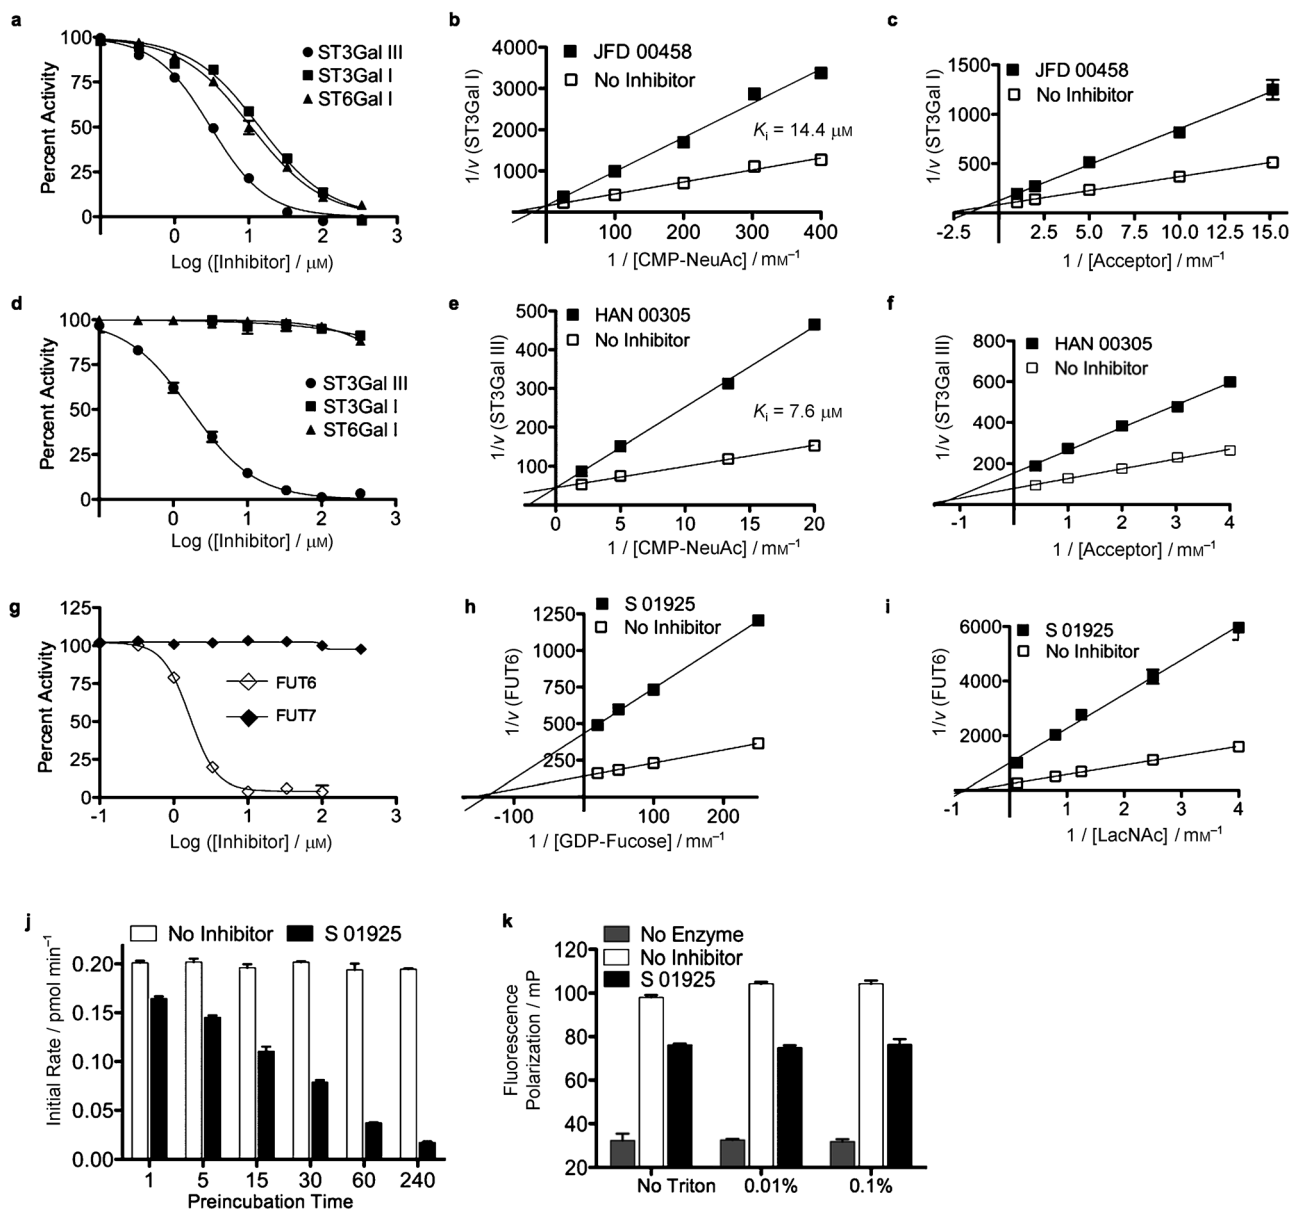 a
100
75
50
25
0
Percent Activity
ST3Gal III
ST3Gal I
ST6Gal I
0 1 2 3
Log ([Inhibitor] / µM)
b
4000
3000
2000
1000
1/v (ST3Gal I)
JFD 00458
No Inhibitor
Ki = 14.4 µM
100 200 300 400
1 / [CMP-NeuAc] / mM–1
c
1500
1000
500
1/v (ST3Gal I)
JFD 00458
No Inhibitor
-2.5 2.5 5.0 7.5 10.0 12.5 15.0
1 / [Acceptor] / mM–1
d
100
75
50
25
0
Percent Activity
ST3Gal III
ST3Gal I
ST6Gal I
0 1 2 3
Log ([Inhibitor] / µM)
e
500
400
300
200
100
1/v (ST3Gal III)
HAN 00305
No Inhibitor
Ki = 7.6 µM
0 5 10 15 20
1 / [CMP-NeuAc] / mM–1
f
800
600
400
200
1/v (ST3Gal III)
HAN 00305
No Inhibitor
-1 1 2 3 4
1 / [Acceptor] / mM–1
g
125
100
75
50
25
0
Percent Activity
FUT6
FUT7
-1 0 1 2 3
Log ([Inhibitor] / µM)
h
1250
1000
750
500
250
1/v (FUT6)
S 01925
No Inhibitor
-100 100 200
1 / [GDP-Fucose] / mM–1
i
6000
4000
2000
1/v (FUT6)
S 01925
No Inhibitor
-1 1 2 3 4
1 / [LacNAc] / mM–1
j
No Inhibitor S 01925
0.20
0.15
0.10
0.05
0.00
Initial Rate / pmol min–1
1 5 15 30 60 240
Preincubation Time
k
No Enzyme
No Inhibitor
S 01925
120
100
80
60
40
20
Fluorescence
Polarization / mP
No Triton 0.01% 0.1%